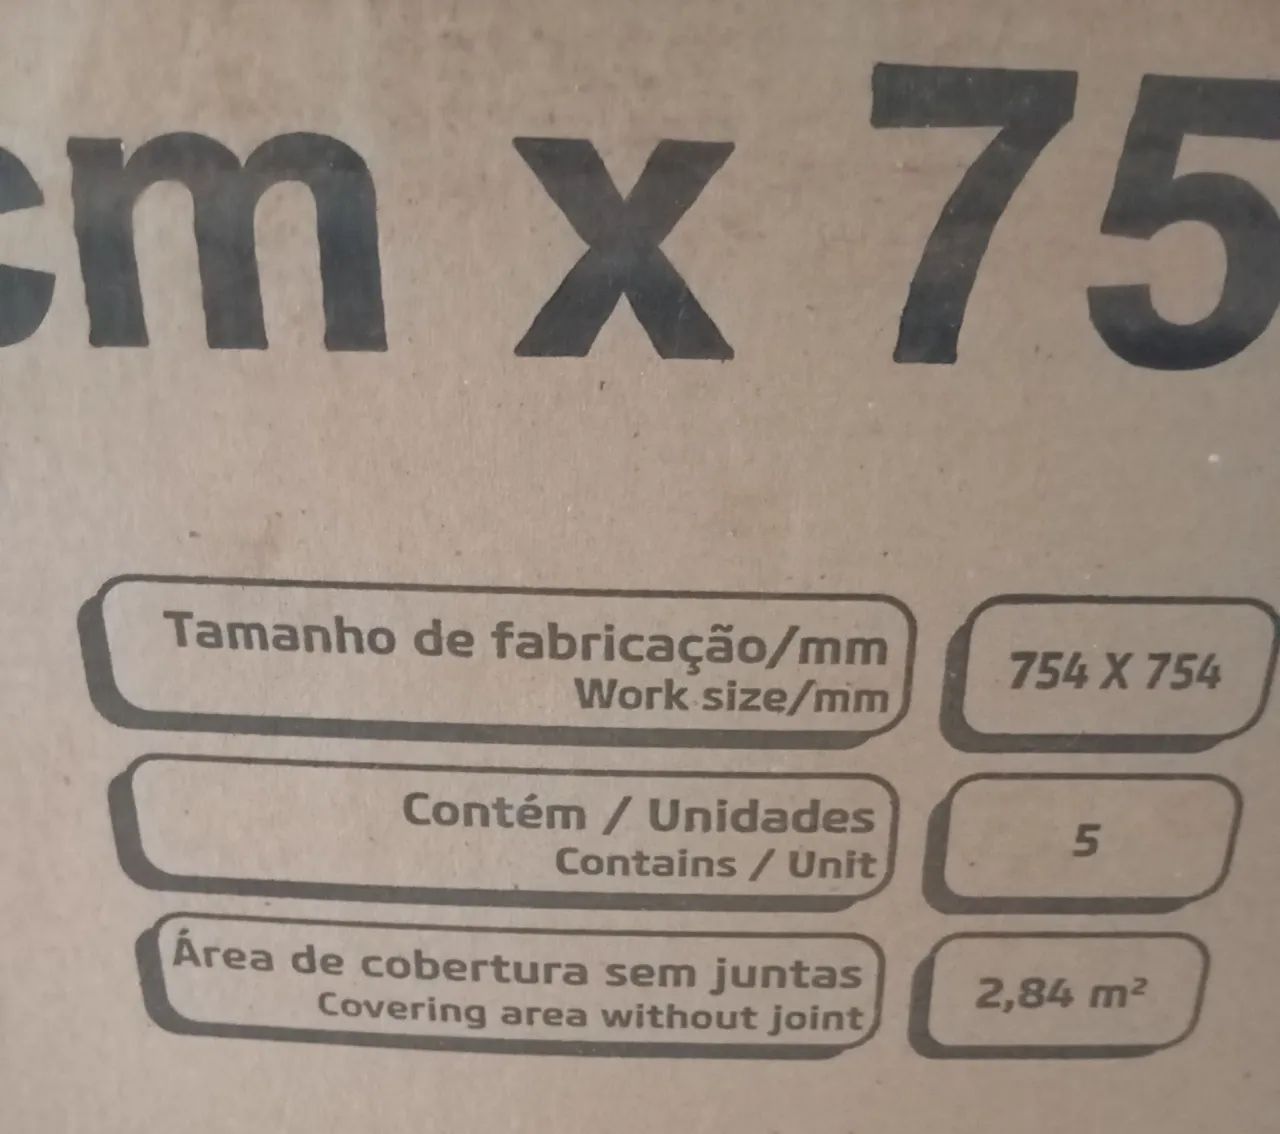 cm x 75
Tamanho de fabricação/mm
Work size/mm
754 X 754
Contém / Unidades
Contains / Unit
5
Área de cobertura sem juntas
Covering area without joint
2,84 m²